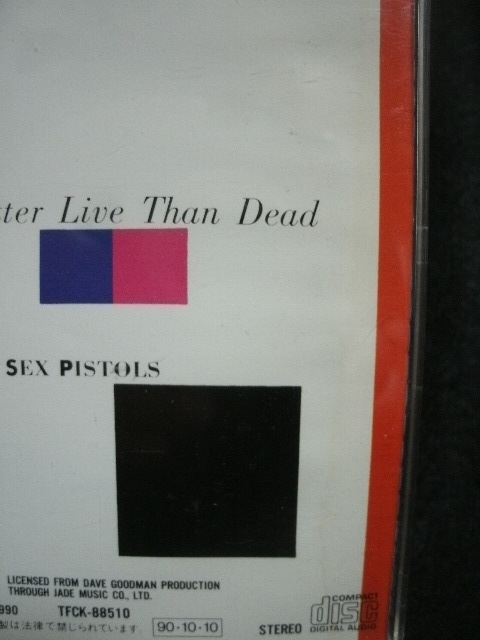 tter Live Than Dead
SEX PISTOLS
LICENSED FROM DAVE GOODMAN PRODUCTION
THROUGH JADE MUSIC CO., LTD.
990 TFCK-88510
製は法律で禁じられています 90·10·10 STEREO
COMPACT
disc
DIGITAL AUDIO